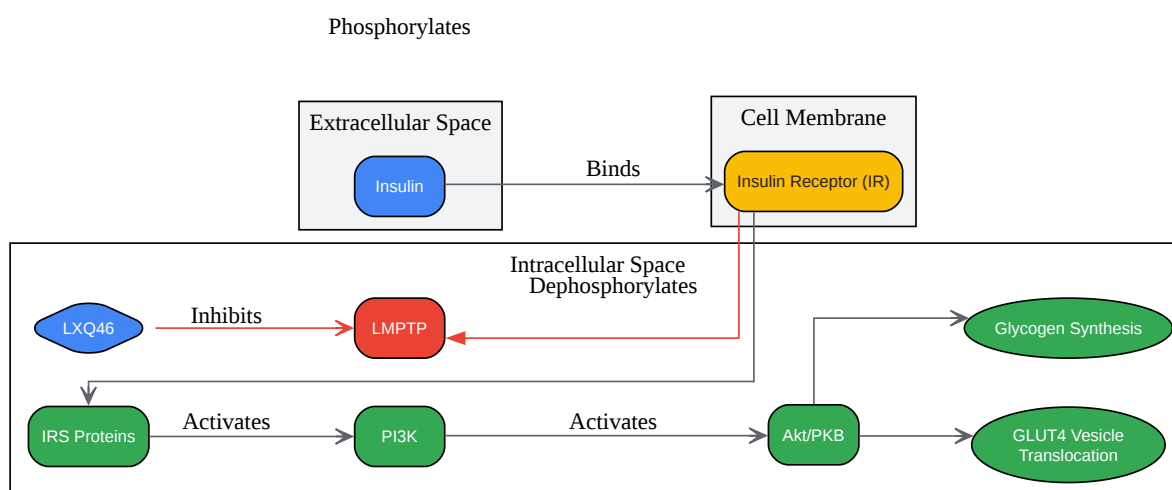 Phosphorylates
Extracellular Space
Cell Membrane
Insulin
Binds
Insulin Receptor (IR)
Intracellular Space
Dephosphorylates
LXQ46
Inhibits
LMPTP
Glycogen Synthesis
IRS Proteins
Activates
PI3K
Activates
Akt/PKB
GLUT4 Vesicle
Translocation